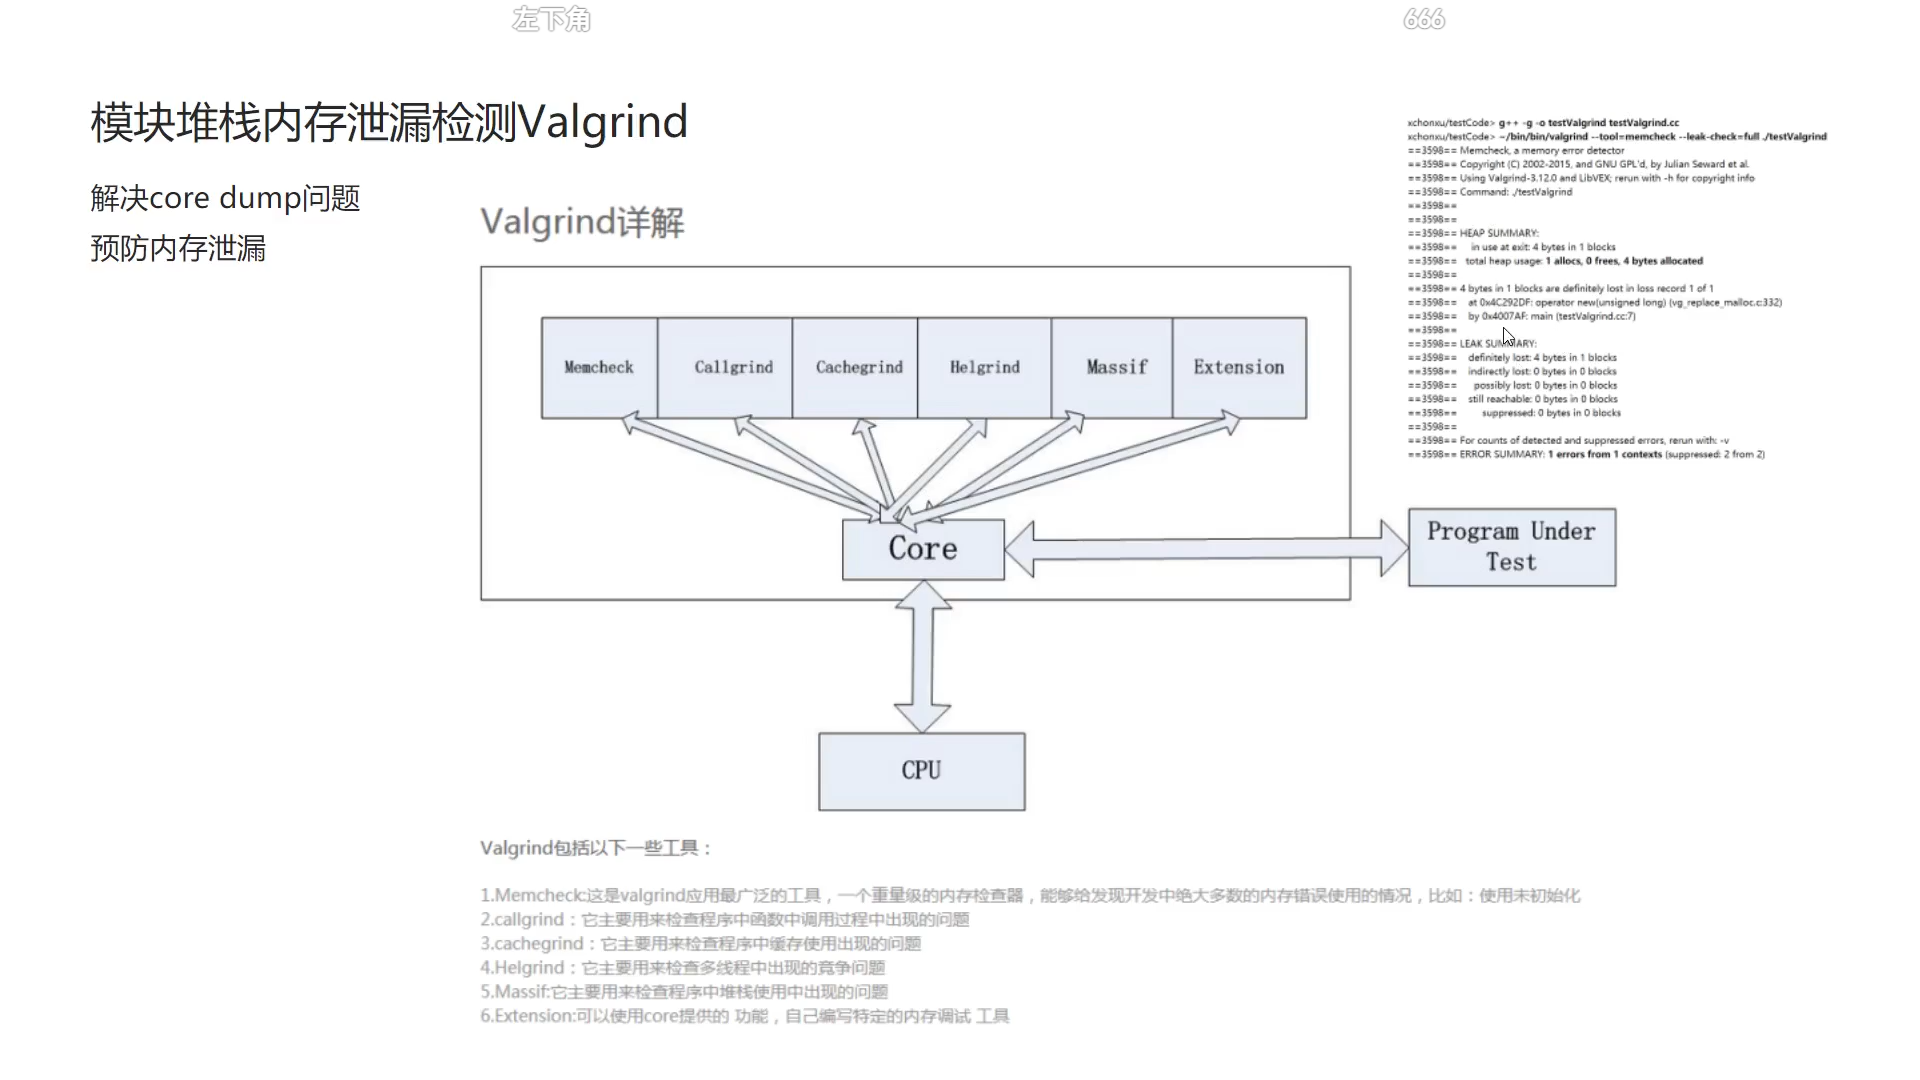 左下角
666
模块堆栈内存泄漏检测Valgrind
解决core dump问题
预防内存泄漏
Valgrind详解
Memcheck
Callgrind
Cachegrind
Helgrind
Massif
Extension
Core
Program Under
Test
CPU
xchonxu/testCode> g++ -g -o testValgrind testValgrind.cc
xchonxu/testCode> ~/bin/bin/valgrind --tool=memcheck --leak-check=full ./testValgrind
==3598== Memcheck, a memory error detector
==3598== Copyright (C) 2002-2015, and GNU GPL'd, by Julian Seward et al.
==3598== Using Valgrind-3.12.0 and LibVEX; rerun with -h for copyright info
==3598== Command: ./testValgrind
==3598==
==3598==
==3598== HEAP SUMMARY:
==3598== in use at exit: 4 bytes in 1 blocks
==3598== total heap usage: 1 allocs, 0 frees, 4 bytes allocated
==3598==
==3598== 4 bytes in 1 blocks are definitely lost in loss record 1 of 1
==3598== at 0x4C292DF: operator new(unsigned long) (vg_replace_malloc.c:332)
==3598== by 0x4007AF: main (testValgrind.cc:7)
==3598==
==3598== LEAK SUMMARY:
==3598== definitely lost: 4 bytes in 1 blocks
==3598== indirectly lost: 0 bytes in 0 blocks
==3598== possibly lost: 0 bytes in 0 blocks
==3598== still reachable: 0 bytes in 0 blocks
==3598== suppressed: 0 bytes in 0 blocks
==3598==
==3598== For counts of detected and suppressed errors, rerun with: -v
==3598== ERROR SUMMARY: 1 errors from 1 contexts (suppressed: 2 from 2)
Valgrind包括以下一些工具：
1.Memcheck:这是valgrind应用最广泛的工具，一个重量级的内存检查器，能够给发现开发中绝大多数的内存错误使用的情况，比如：使用未初始化
2.callgrind：它主要用来检查程序中函数中调用过程中出现的问题
3.cachegrind：它主要用来检查程序中缓存使用出现的问题
4.Helgrind：它主要用来检查多线程中出现的竞争问题
5.Massif:它主要用来检查程序中堆栈使用中出现的问题
6.Extension:可以使用core提供的 功能，自己编写特定的内存调试 工具